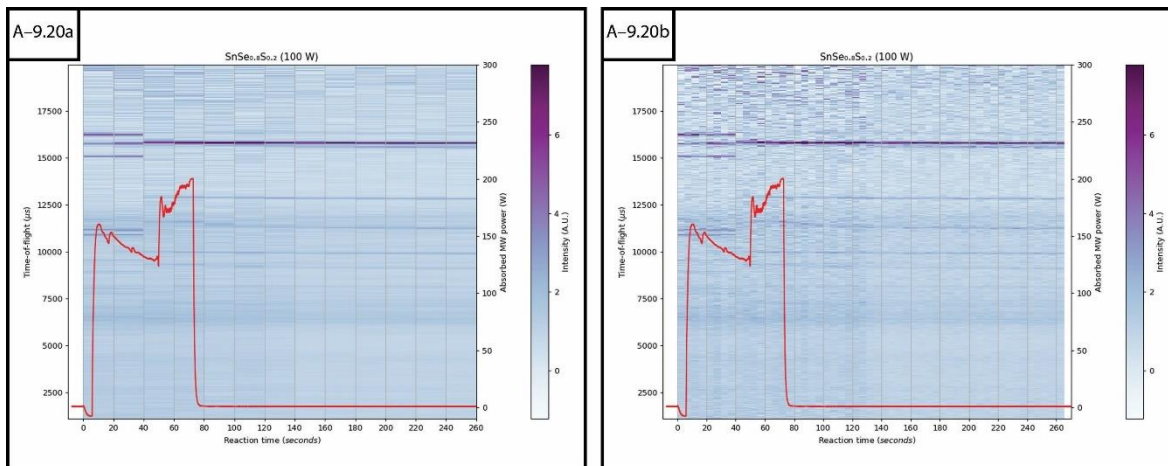 A–9.20a
SnSe₀.₈S₀.₂ (100 W)
17500
15000
12500
10000
7500
5000
2500
Time-of-flight (μs)
0 20 40 60 80 100 120 140 160 180 200 220 240 260
Reaction time (seconds)
300
250
200
150
100
50
0
Absorbed MW power (W)
6
4
2
0
Intensity (A.U.)
A–9.20b
SnSe₀.₈S₀.₂ (100 W)
17500
15000
12500
10000
7500
5000
2500
Time-of-flight (μs)
0 20 40 60 80 100 120 140 160 180 200 220 240 260
Reaction time (seconds)
300
250
200
150
100
50
0
Absorbed MW power (W)
6
4
2
0
Intensity (A.U.)